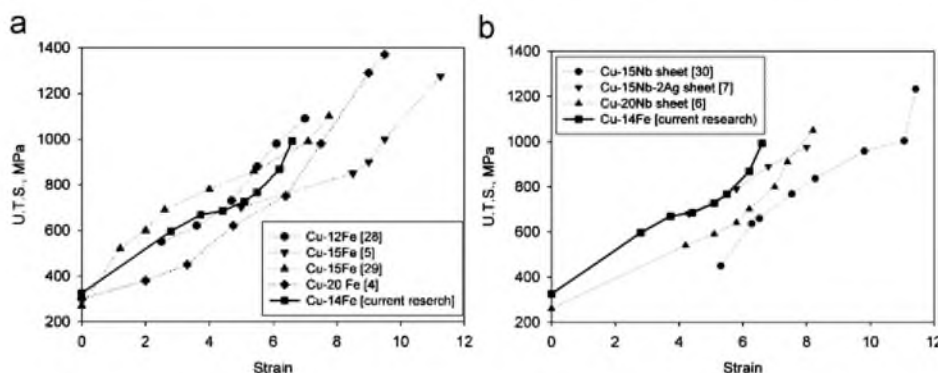 a
b
U.T.S., MPa
1400
1200
1000
800
600
400
200
0 2 4 6 8 10 12
Strain
Cu-12Fe [28]
Cu-15Fe [5]
Cu-15Fe [29]
Cu-20 Fe [4]
Cu-14Fe [current reserch]
U.T.S., MPa
1400
1200
1000
800
600
400
200
0 2 4 6 8 10 12
Strain
Cu-15Nb sheet [30]
Cu-15Nb-2Ag sheet [7]
Cu-20Nb sheet [6]
Cu-14Fe [current research)